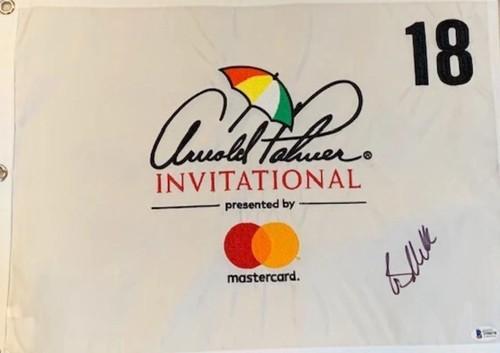 18
Arnold Palmer®
INVITATIONAL
presented by
mastercard.